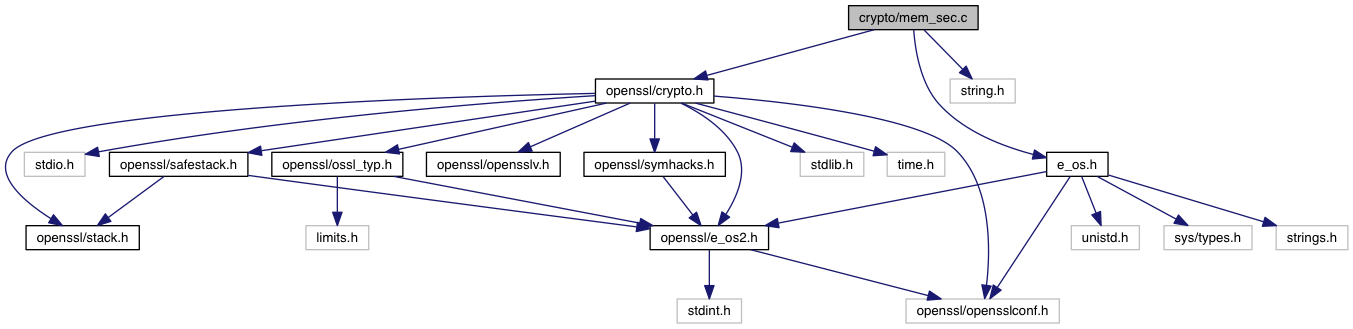 crypto/mem_sec.c
openssl/crypto.h
string.h
stdio.h
openssl/safestack.h
openssl/ossl_typ.h
openssl/opensslv.h
openssl/symhacks.h
stdlib.h
time.h
e_os.h
openssl/stack.h
limits.h
openssl/e_os2.h
unistd.h
sys/types.h
strings.h
stdint.h
openssl/opensslconf.h